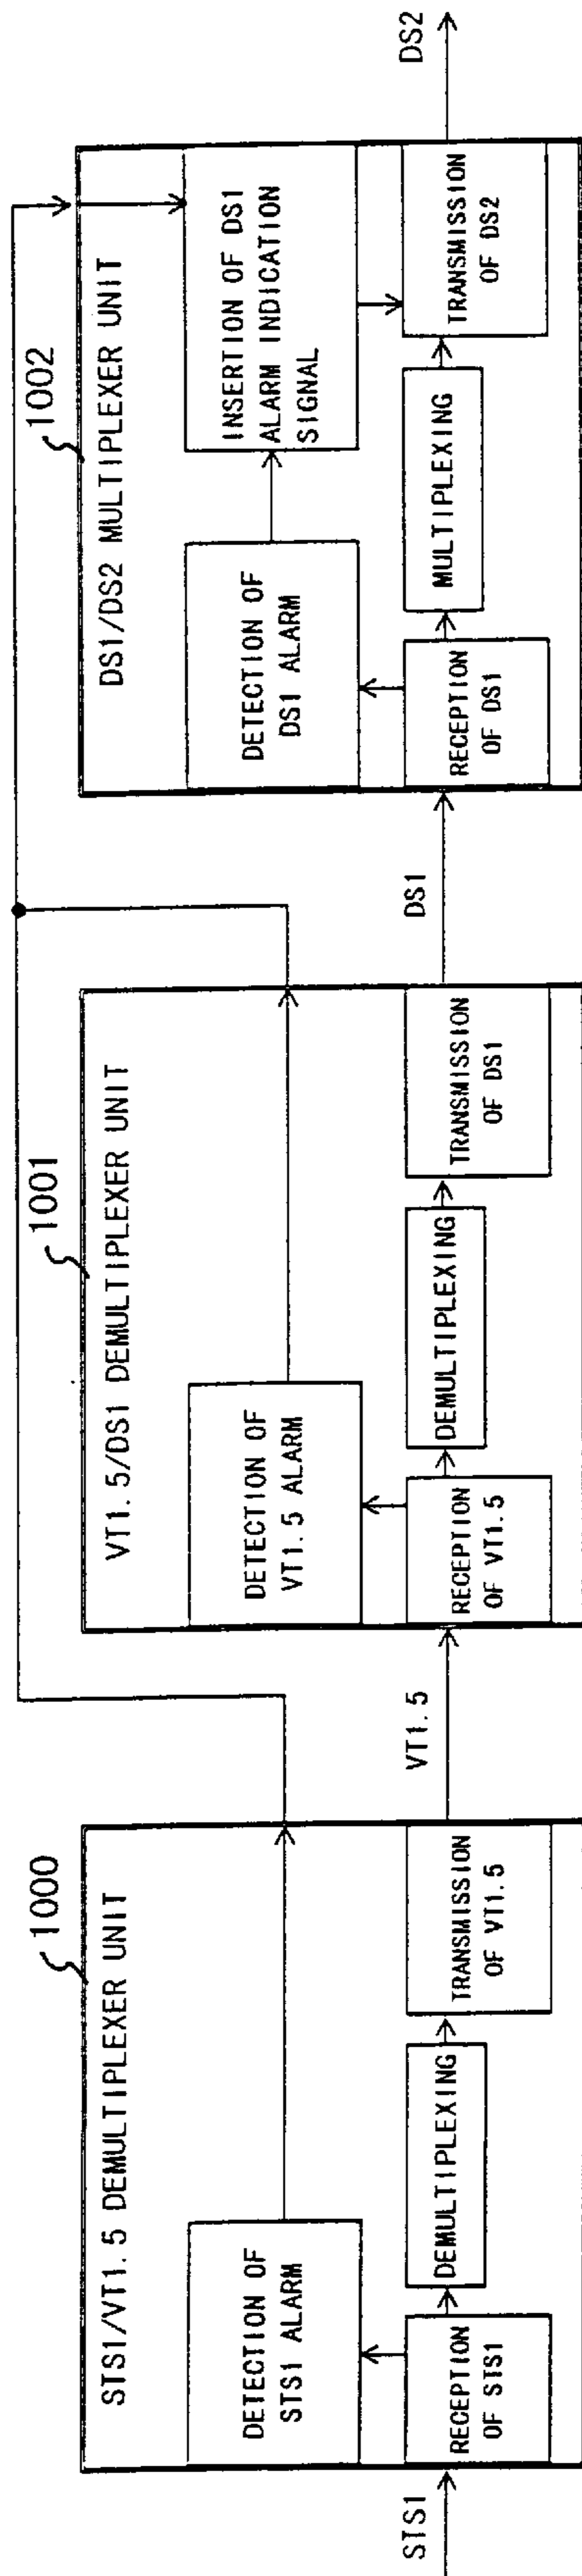 STS1
1000
STS1/VT1.5 DEMULTIPLEXER UNIT
DETECTION OF
STS1 ALARM
RECEPTION
OF STS1
DEMULTIPLEXING
TRANSMISSION
OF VT1.5
VT1.5
1001
VT1.5/DS1 DEMULTIPLEXER UNIT
DETECTION OF
VT1.5 ALARM
RECEPTION
OF VT1.5
DEMULTIPLEXING
TRANSMISSION
OF DS1
DS1
1002
DS1/DS2 MULTIPLEXER UNIT
DETECTION OF
DS1 ALARM
INSERTION OF DS1
ALARM INDICATION
SIGNAL
RECEPTION
OF DS1
MULTIPLEXING
TRANSMISSION
OF DS2
DS2